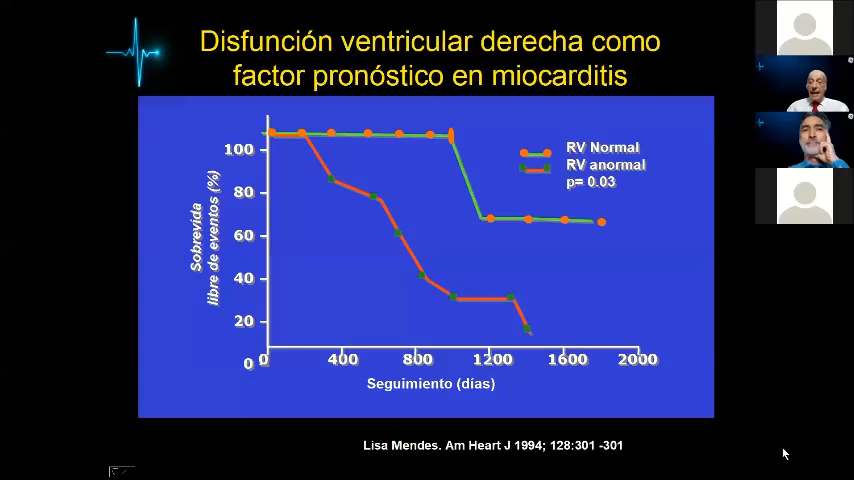 Disfunción ventricular derecha como
factor pronóstico en miocarditis
RV Normal
RV anormal
p= 0.03
Sobrevida
libre de eventos (%)
100
80
60
40
20
0
0 400 800 1200 1600 2000
Seguimiento (días)
Lisa Mendes. Am Heart J 1994; 128:301 -301